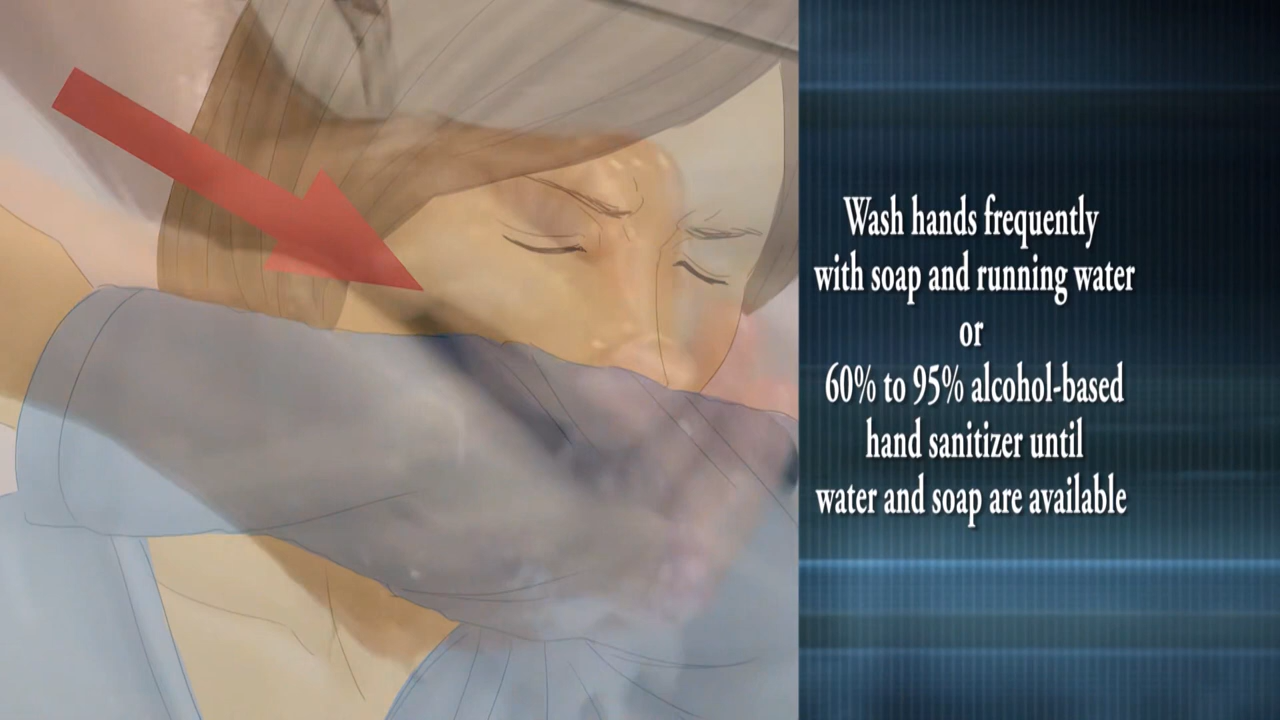 Wash hands frequently
with soap and running water
or
60% to 95% alcohol-based
hand sanitizer until
water and soap are available